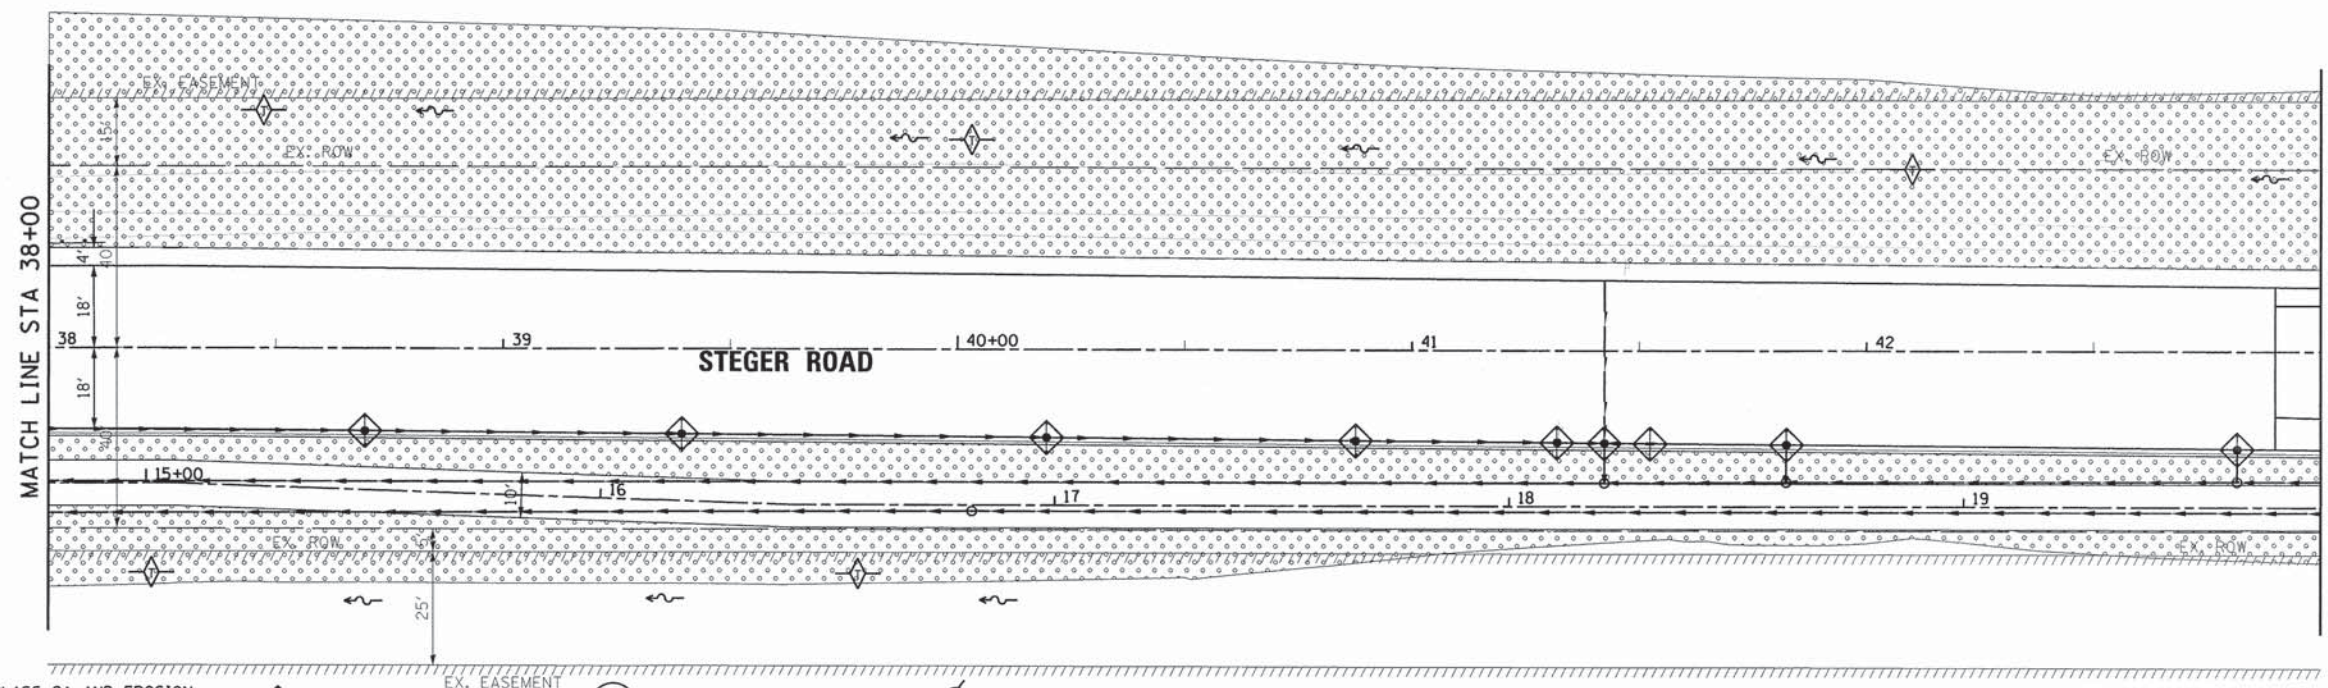 EX. EASEMENT
T
15'
EX. ROW
T
EX. ROW
T
MATCH LINE STA 38+00
4'
40'
18'
38
39
40+00
41
42
STEGER ROAD
18'
40'
15+00
10'
16
17
18
19
EX. ROW
5'
EX. ROW
T
T
25'
EX. EASEMENT